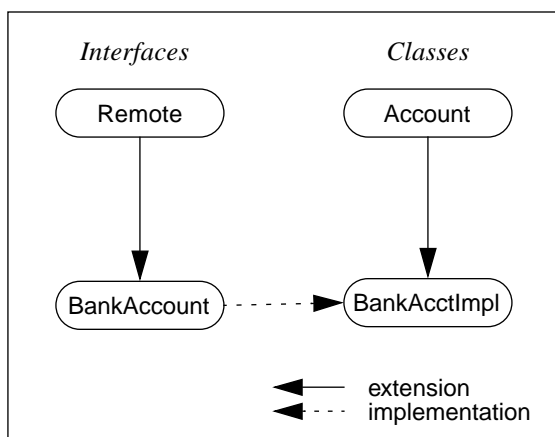 Interfaces Classes
Remote Account
BankAccount BankAcctImpl
extension
implementation